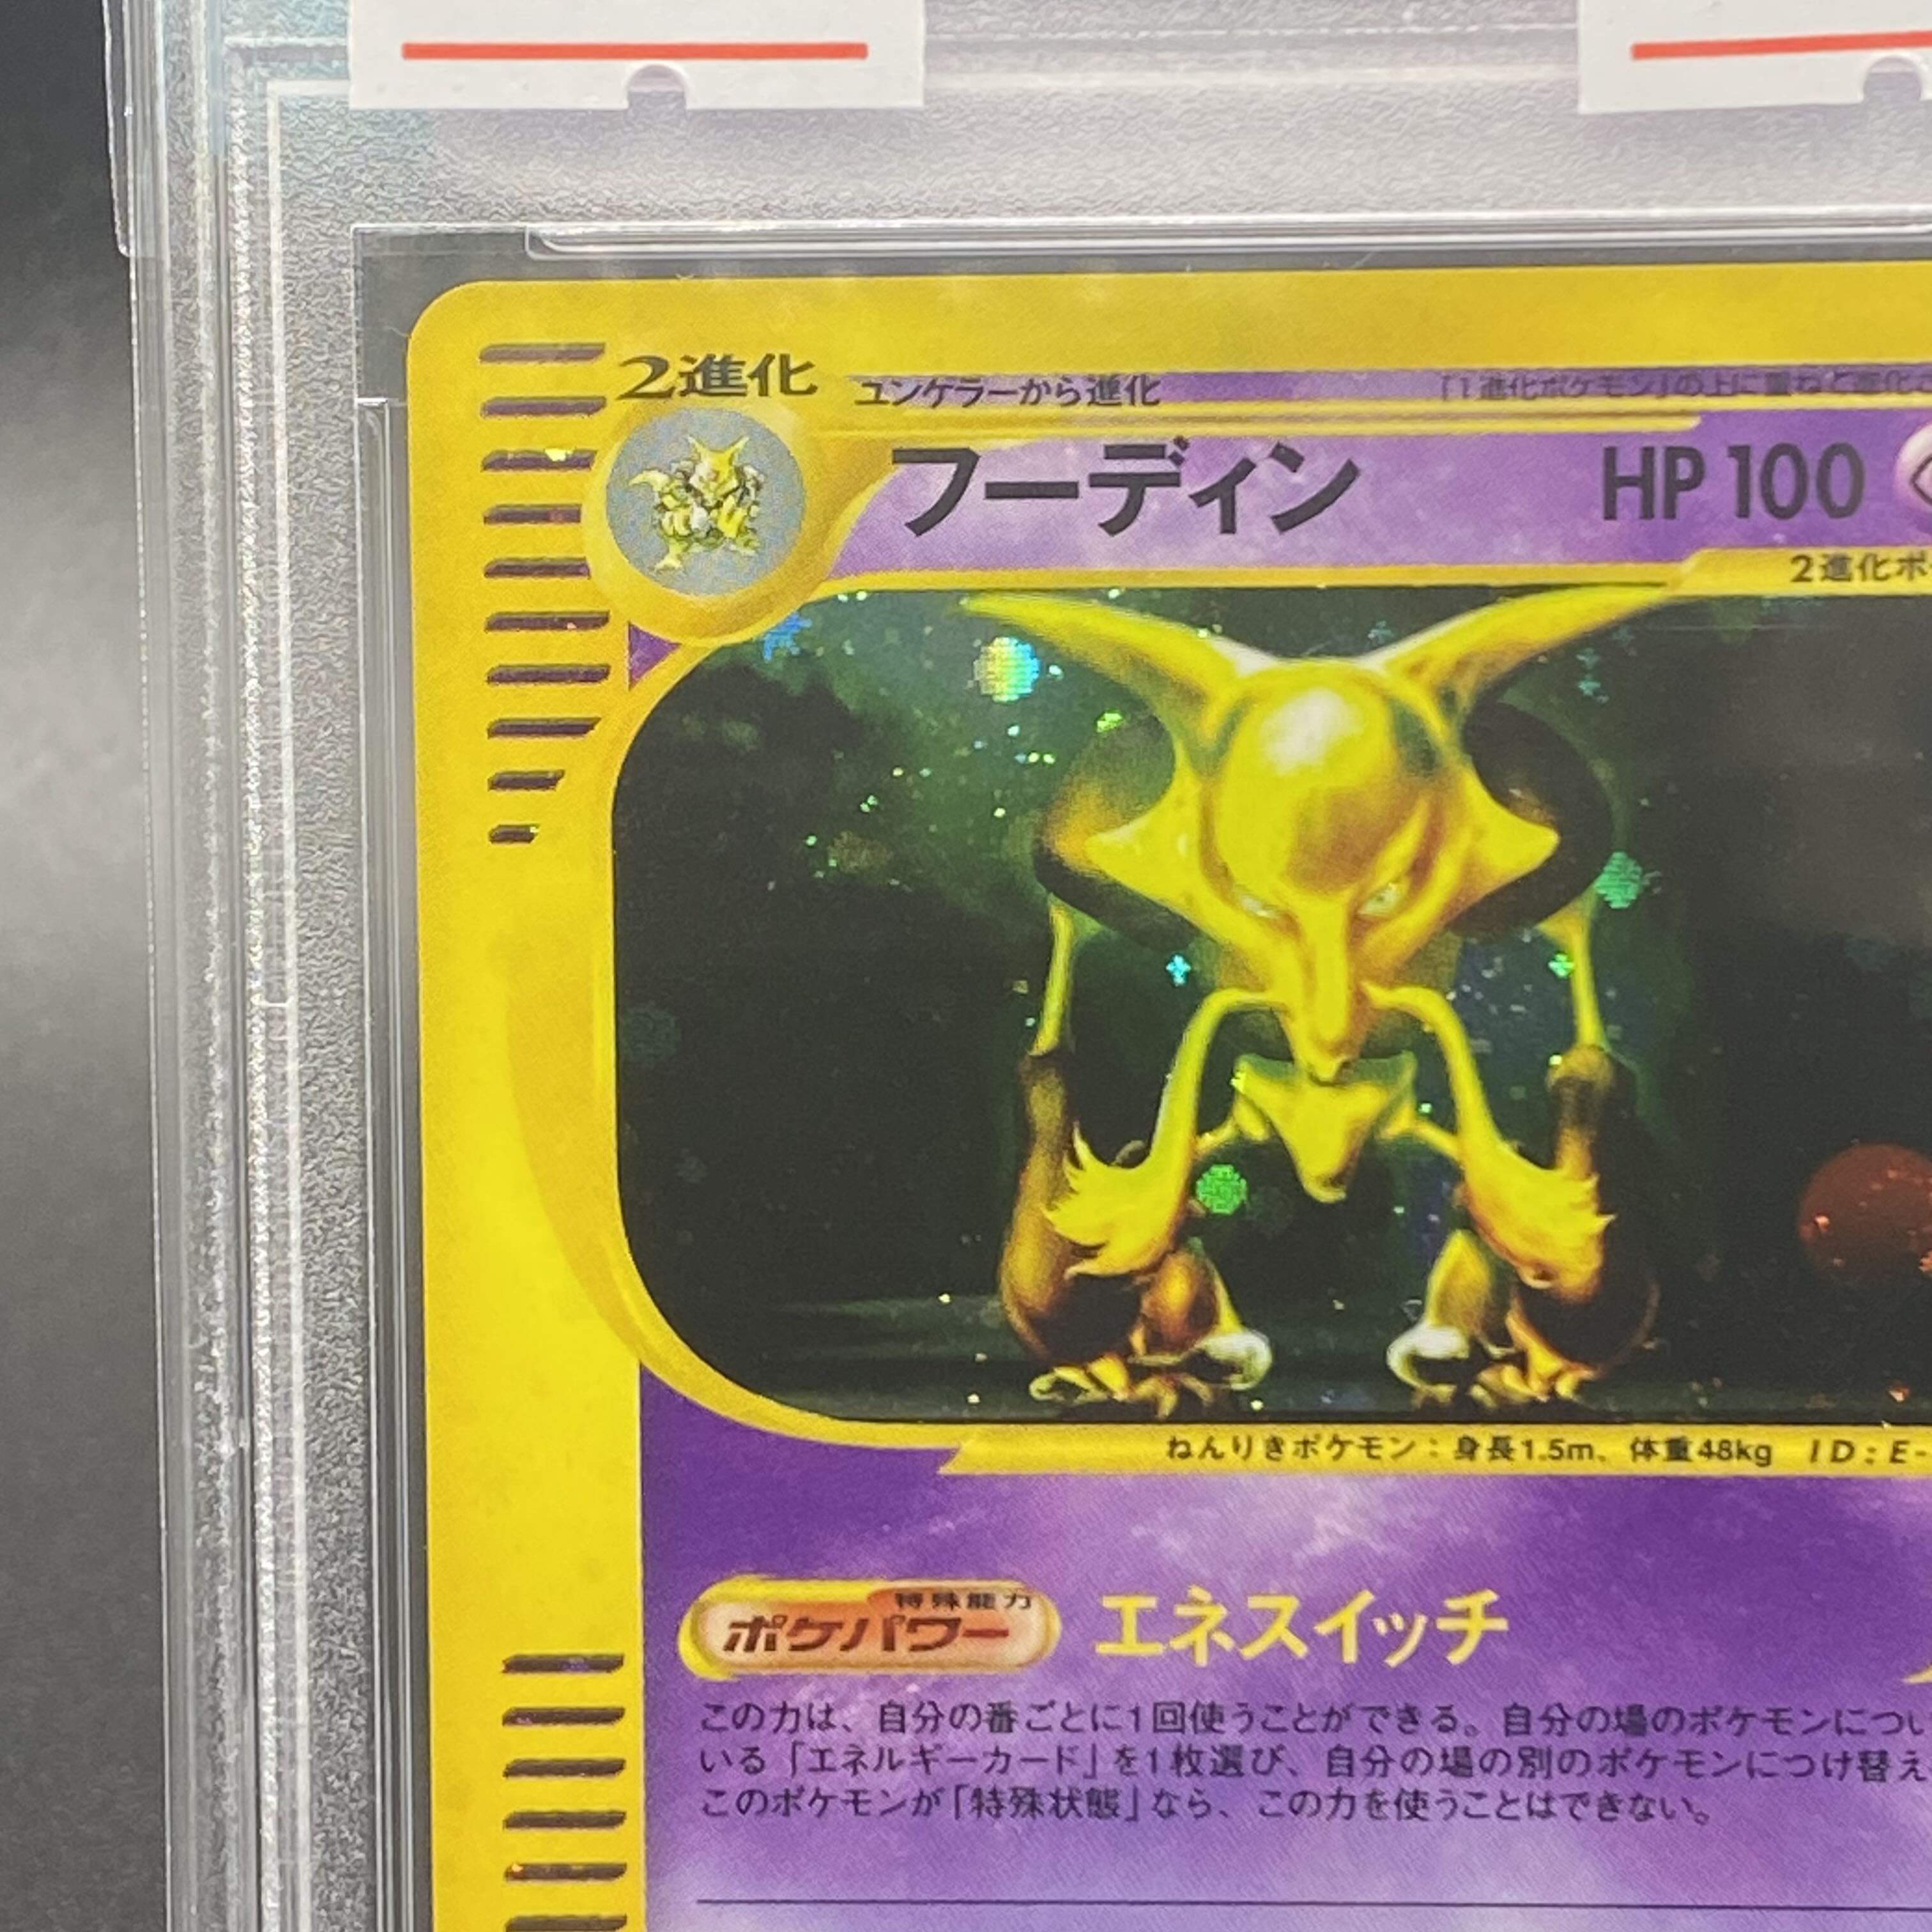 2進化
ユンケラーから進化
「1進化ポケモン」の上に重ねて進化
フーディン
HP 100
2進化ポ
ねんりきポケモン：身長1.5m、体重48kg ID：E-
特殊能力
ポケパワー
エネスイッチ
この力は、自分の番ごとに1回使うことができる。自分の場のポケモンについ
いる「エネルギーカード」を1枚選び、自分の場の別のポケモンにつけ替え
このポケモンが「特殊状態」なら、この力を使うことはできない。